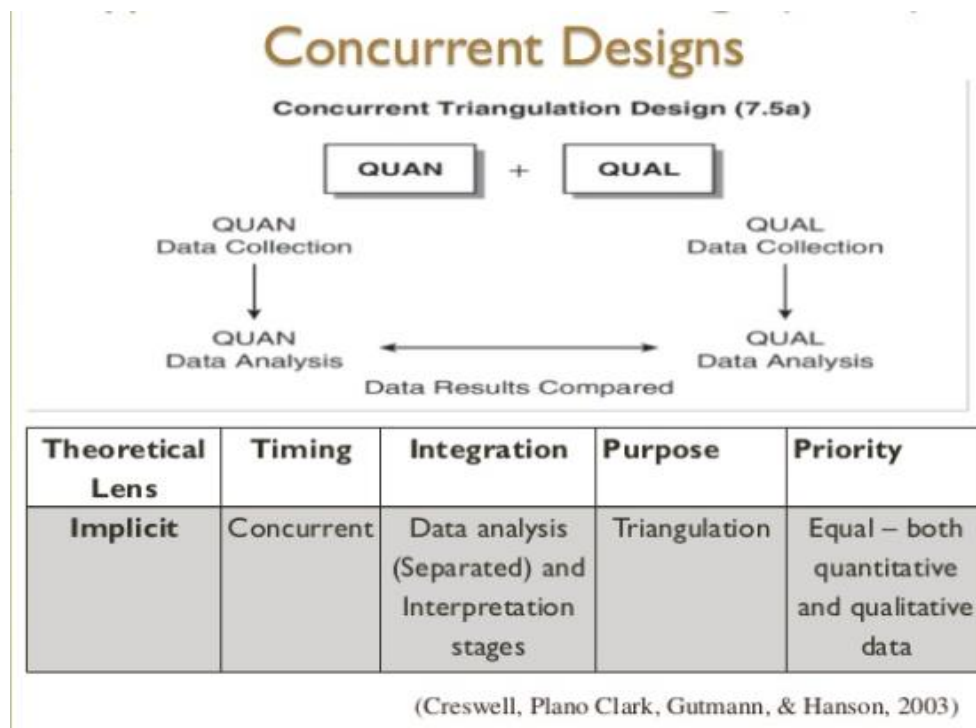 Concurrent Designs
Concurrent Triangulation Design (7.5a)
QUAN + QUAL
QUAN
Data Collection
QUAL
Data Collection
QUAN
Data Analysis
QUAL
Data Analysis
Data Results Compared
Theoretical
Lens
Timing
Integration
Purpose
Priority
Implicit
Concurrent
Data analysis
(Separated) and
Interpretation
stages
Triangulation
Equal – both
quantitative
and qualitative
data
(Creswell, Plano Clark, Gutmann, & Hanson, 2003)